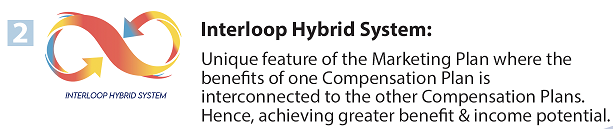 2
INTERLOOP HYBRID SYSTEM
Interloop Hybrid System:
Unique feature of the Marketing Plan where the
benefits of one Compensation Plan is
interconnected to the other Compensation Plans.
Hence, achieving greater benefit & income potential.